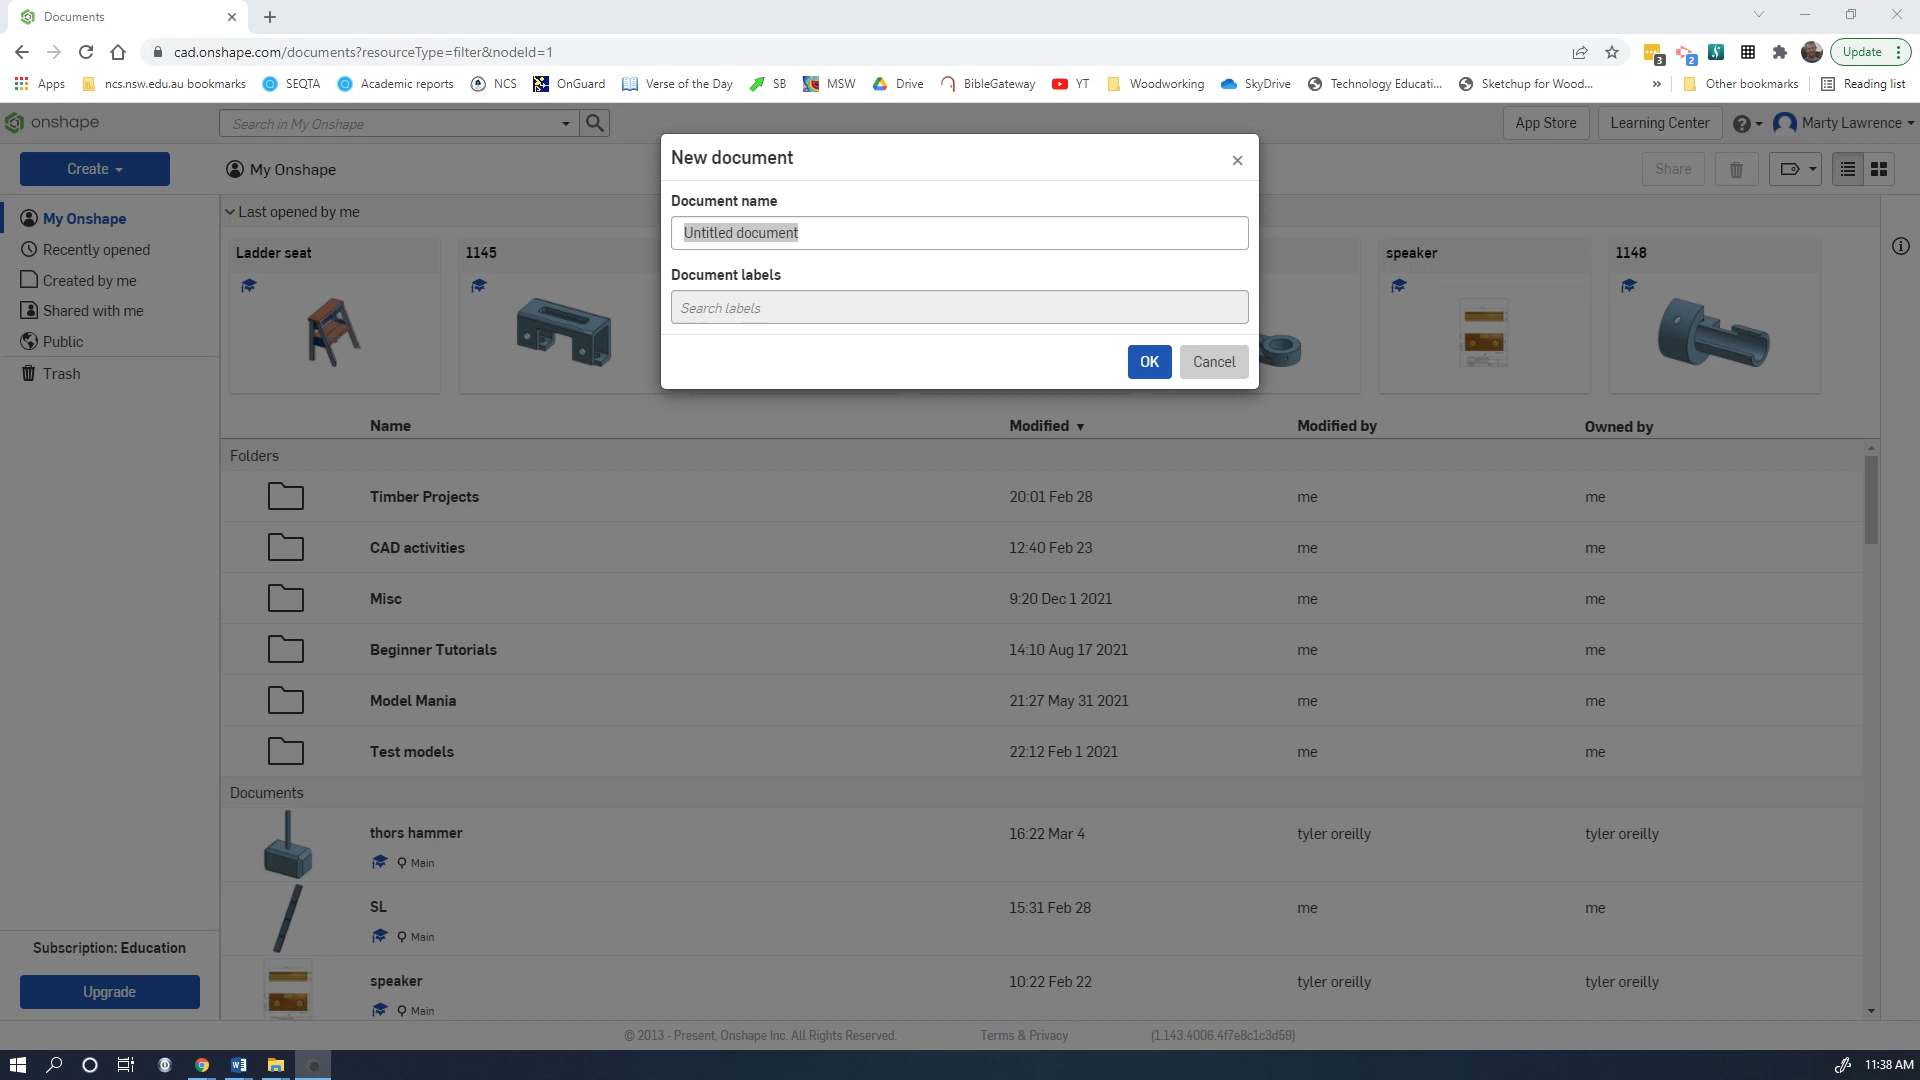 Documents
cad.onshape.com/documents?resourceType=filter&nodeId=1
3
2
Update
Apps
ncs.nsw.edu.au bookmarks
SEQTA
Academic reports
NCS
OnGuard
Verse of the Day
SB
MSW
Drive
BibleGateway
YT
Woodworking
SkyDrive
Technology Educati...
Sketchup for Wood...
»
Other bookmarks
Reading list
onshape
Search in My Onshape
App Store
Learning Center
Marty Lawrence
Create
My Onshape
New document
Share
My Onshape
Recently opened
Created by me
Shared with me
Public
Trash
Last opened by me
Ladder seat
1145
speaker
1148
Document name
Untitled document
Document labels
Search labels
OK
Cancel
Name
Modified
Modified by
Owned by
Folders
Timber Projects
20:01 Feb 28
me
me
CAD activities
12:40 Feb 23
me
me
Misc
9:20 Dec 1 2021
me
me
Beginner Tutorials
14:10 Aug 17 2021
me
me
Model Mania
21:27 May 31 2021
me
me
Test models
22:12 Feb 1 2021
me
me
Documents
thors hammer
Main
16:22 Mar 4
tyler oreilly
tyler oreilly
SL
Main
15:31 Feb 28
me
me
speaker
Main
10:22 Feb 22
tyler oreilly
tyler oreilly
Subscription: Education
Upgrade
© 2013 - Present, Onshape Inc. All Rights Reserved.
Terms & Privacy
(1.143.4006.4f7e8c1c3d59)
11:38 AM